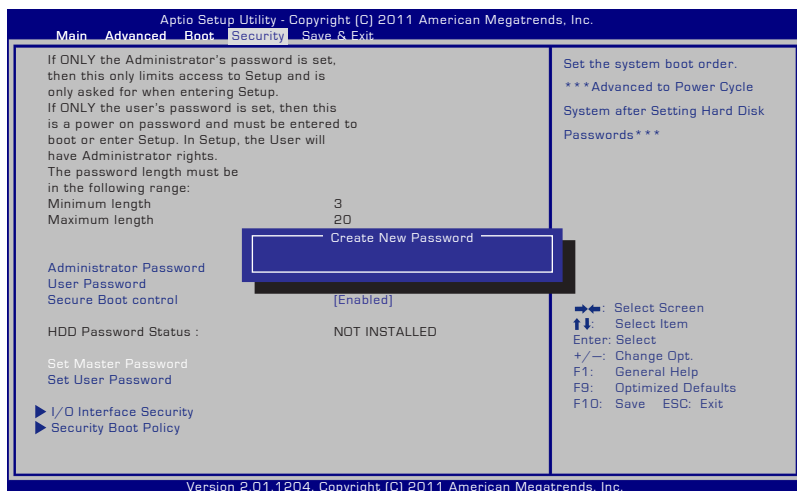 Aptio Setup Utility - Copyright (C) 2011 American Megatrends, Inc.
Main Advanced Boot Security Save & Exit
If ONLY the Administrator's password is set,
then this only limits access to Setup and is
only asked for when entering Setup.
If ONLY the user's password is set, then this
is a power on password and must be entered to
boot or enter Setup. In Setup, the User will
have Administrator rights.
The password length must be
in the following range:
Minimum length 3
Maximum length 20
Create New Password
Administrator Password
User Password
Secure Boot control [Enabled]
HDD Password Status : NOT INSTALLED
Set Master Password
Set User Password
I/O Interface Security
Security Boot Policy
Set the system boot order.
***Advanced to Power Cycle
System after Setting Hard Disk
Passwords***
→←: Select Screen
↑↓: Select Item
Enter: Select
+/—: Change Opt.
F1: General Help
F9: Optimized Defaults
F10: Save ESC: Exit
Version 2.01.1204. Copyright (C) 2011 American Megatrends, Inc.